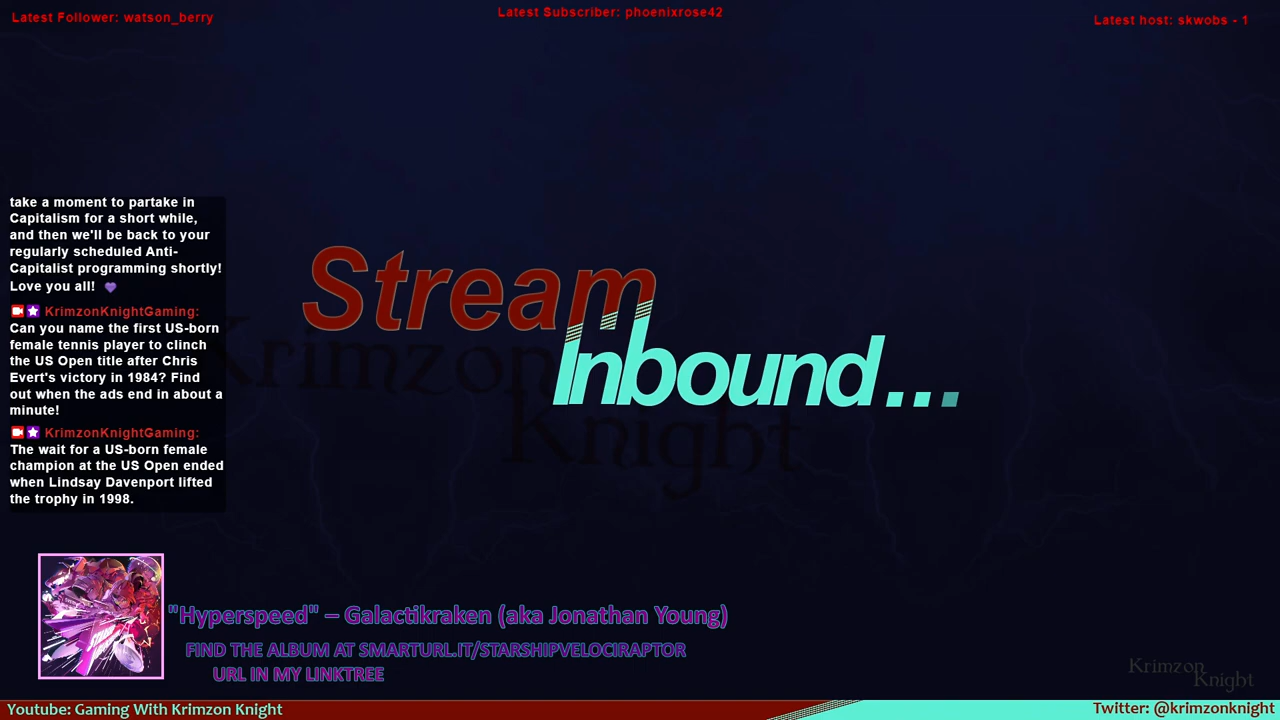 Latest Follower: watson_berry
Latest Subscriber: phoenixrose42
Latest host: skwobs - 1
take a moment to partake in
Capitalism for a short while,
and then we'll be back to your
regularly scheduled Anti-
Capitalist programming shortly!
Love you all!
KrimzonKnightGaming:
Can you name the first US-born
female tennis player to clinch
the US Open title after Chris
Evert's victory in 1984? Find
out when the ads end in about a
minute!
KrimzonKnightGaming:
The wait for a US-born female
champion at the US Open ended
when Lindsay Davenport lifted
the trophy in 1998.
Stream
Inbound...
Krimzon
Knight
"Hyperspeed" – Galactikraken (aka Jonathan Young)
FIND THE ALBUM AT SMARTURL.IT/STARSHIPVELOCIRAPTOR
URL IN MY LINKTREE
Krimzon
Knight
Youtube: Gaming With Krimzon Knight
Twitter: @krimzonknight